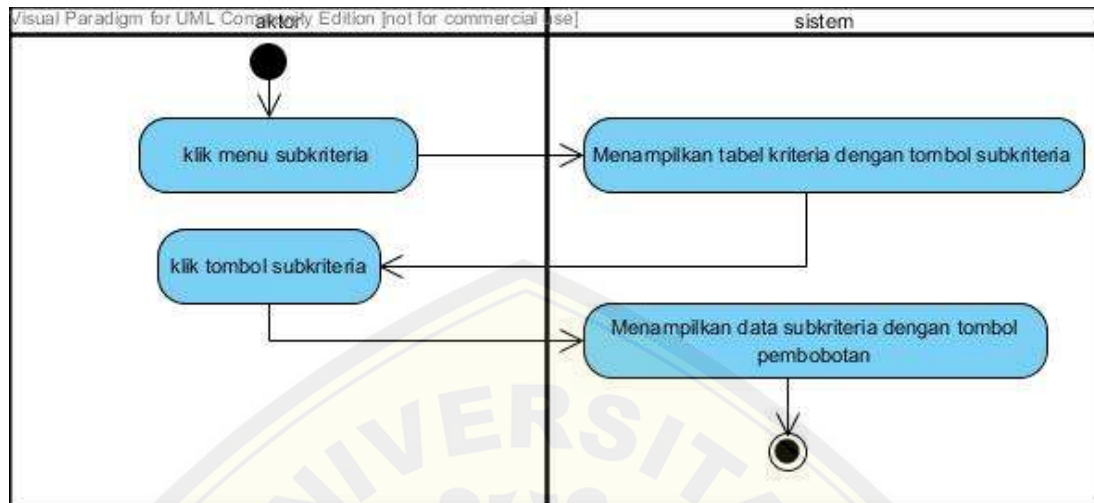 Visual Paradigm for UML Community Edition [not for commercial use]
aktor
sistem
klik menu subkriteria
Menampilkan tabel kriteria dengan tombol subkriteria
klik tombol subkriteria
Menampilkan data subkriteria dengan tombol
pembobotan
UNIVERSITA